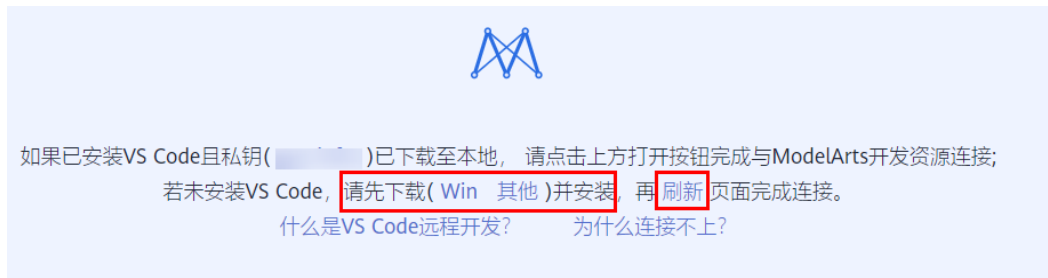 如果已安装VS Code且私钥( )已下载至本地， 请点击上方打开按钮完成与ModelArts开发资源连接;
若未安装VS Code，请先下载( Win 其他 )并安装，再 刷新 页面完成连接。
什么是VS Code远程开发? 为什么连接不上?